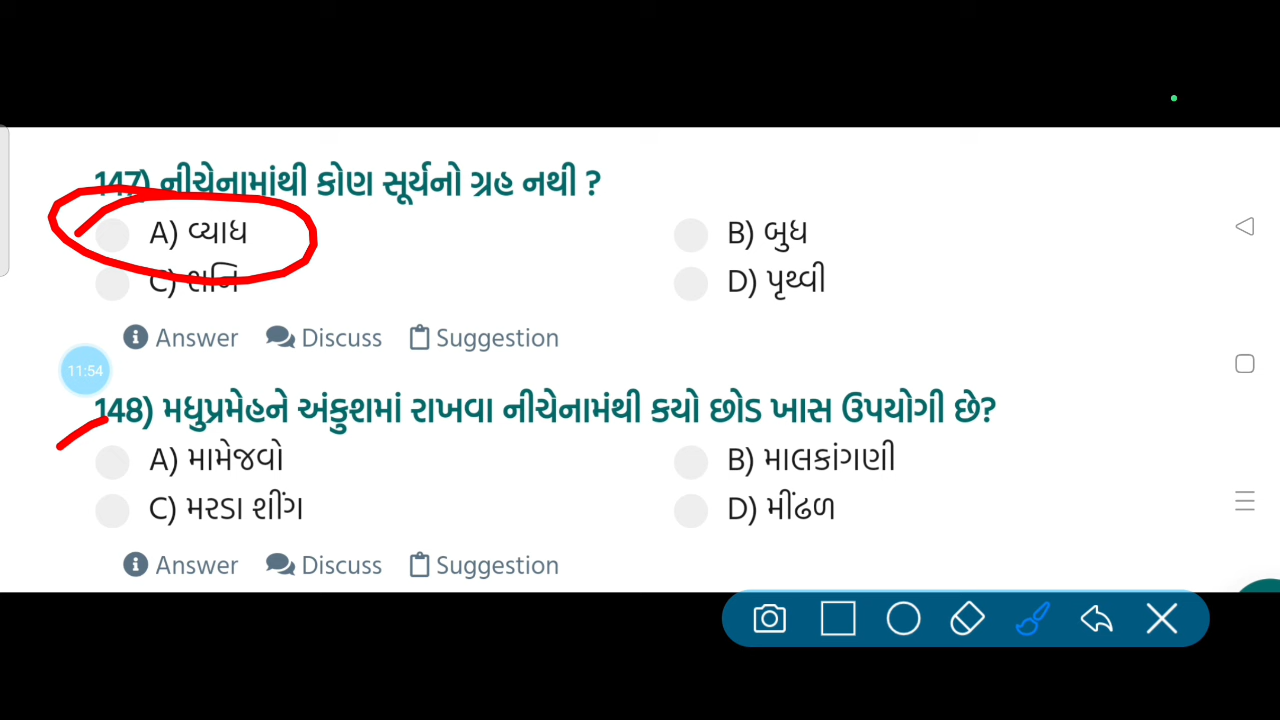 147) નીચેનામાંથી કોણ સૂર્યનો ગ્રહ નથી ?
A) વ્યાધ
B) બુધ
C) શનિ
D) પૃથ્વી
Answer Discuss Suggestion
11:54
148) મધુપ્રમેહને અંકુશમાં રાખવા નીચેનામંથી કયો છોડ ખાસ ઉપયોગી છે?
A) મામેજવો
B) માલકાંગણી
C) મરડા શીંગ
D) મીંઢળ
Answer Discuss Suggestion